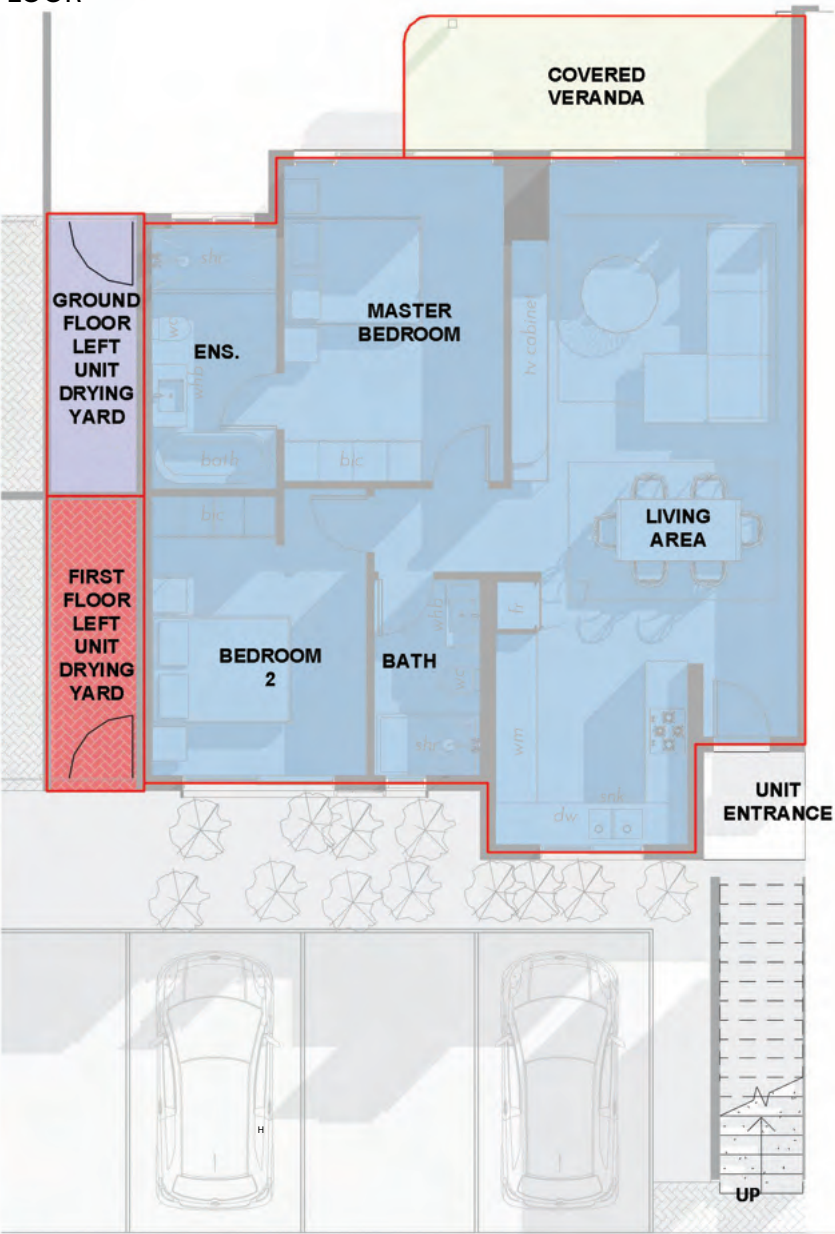 COVERED
VERANDA
shr
GROUND
FLOOR
LEFT
UNIT
DRYING
YARD
wc
ENS.
whb
MASTER
BEDROOM
tv cabinet
bath
bic
bic
LIVING
AREA
FIRST
FLOOR
LEFT
UNIT
DRYING
YARD
BEDROOM
2
BATH
whb
wc
fr
shr
wm
snk
dw
UNIT
ENTRANCE
H
UP